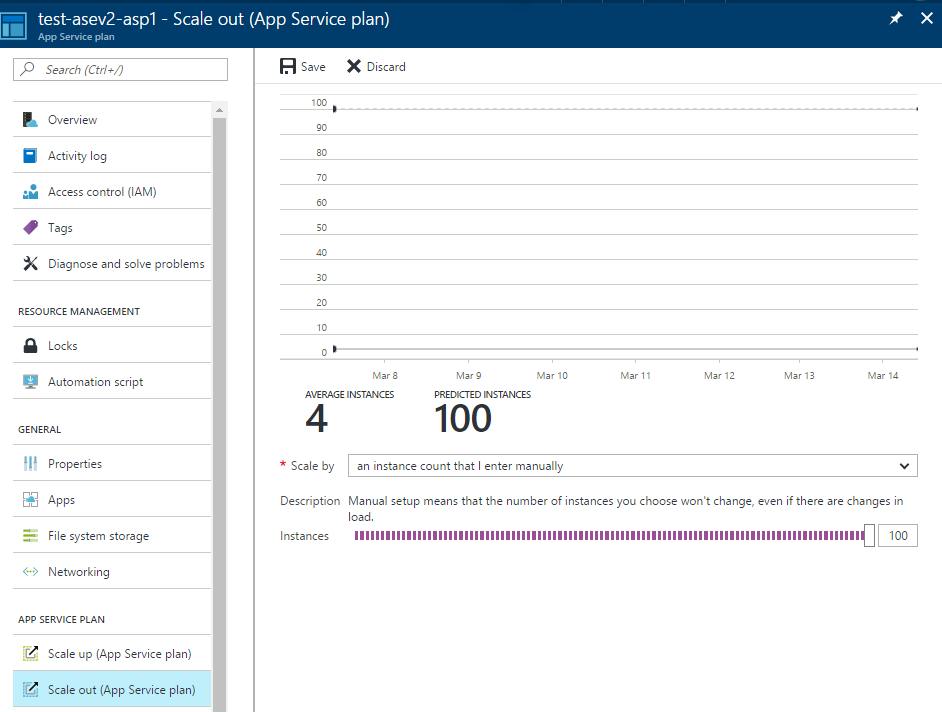 test-asev2-asp1 - Scale out (App Service plan)
App Service plan
Search (Ctrl+/)
Overview
Activity log
Access control (IAM)
Tags
Diagnose and solve problems
RESOURCE MANAGEMENT
Locks
Automation script
GENERAL
Properties
Apps
File system storage
Networking
APP SERVICE PLAN
Scale up (App Service plan)
Scale out (App Service plan)
Save Discard
100
90
80
70
60
50
40
30
20
10
0
Mar 8 Mar 9 Mar 10 Mar 11 Mar 12 Mar 13 Mar 14
AVERAGE INSTANCES PREDICTED INSTANCES
4 100
* Scale by an instance count that I enter manually
Description Manual setup means that the number of instances you choose won't change, even if there are changes in
load.
Instances 100